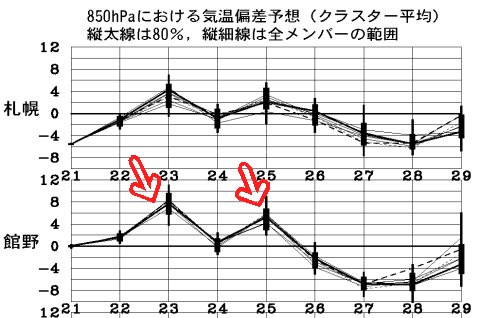 850hPaにおける気温偏差予想（クラスター平均）
縦太線は80％，縦細線は全メンバーの範囲
12
8
4
札幌 0
-4
-8
21 22 23 24 25 26 27 28 29
12
8
4
館野 0
-4
-8
12 21 22 23 24 25 26 27 28 29